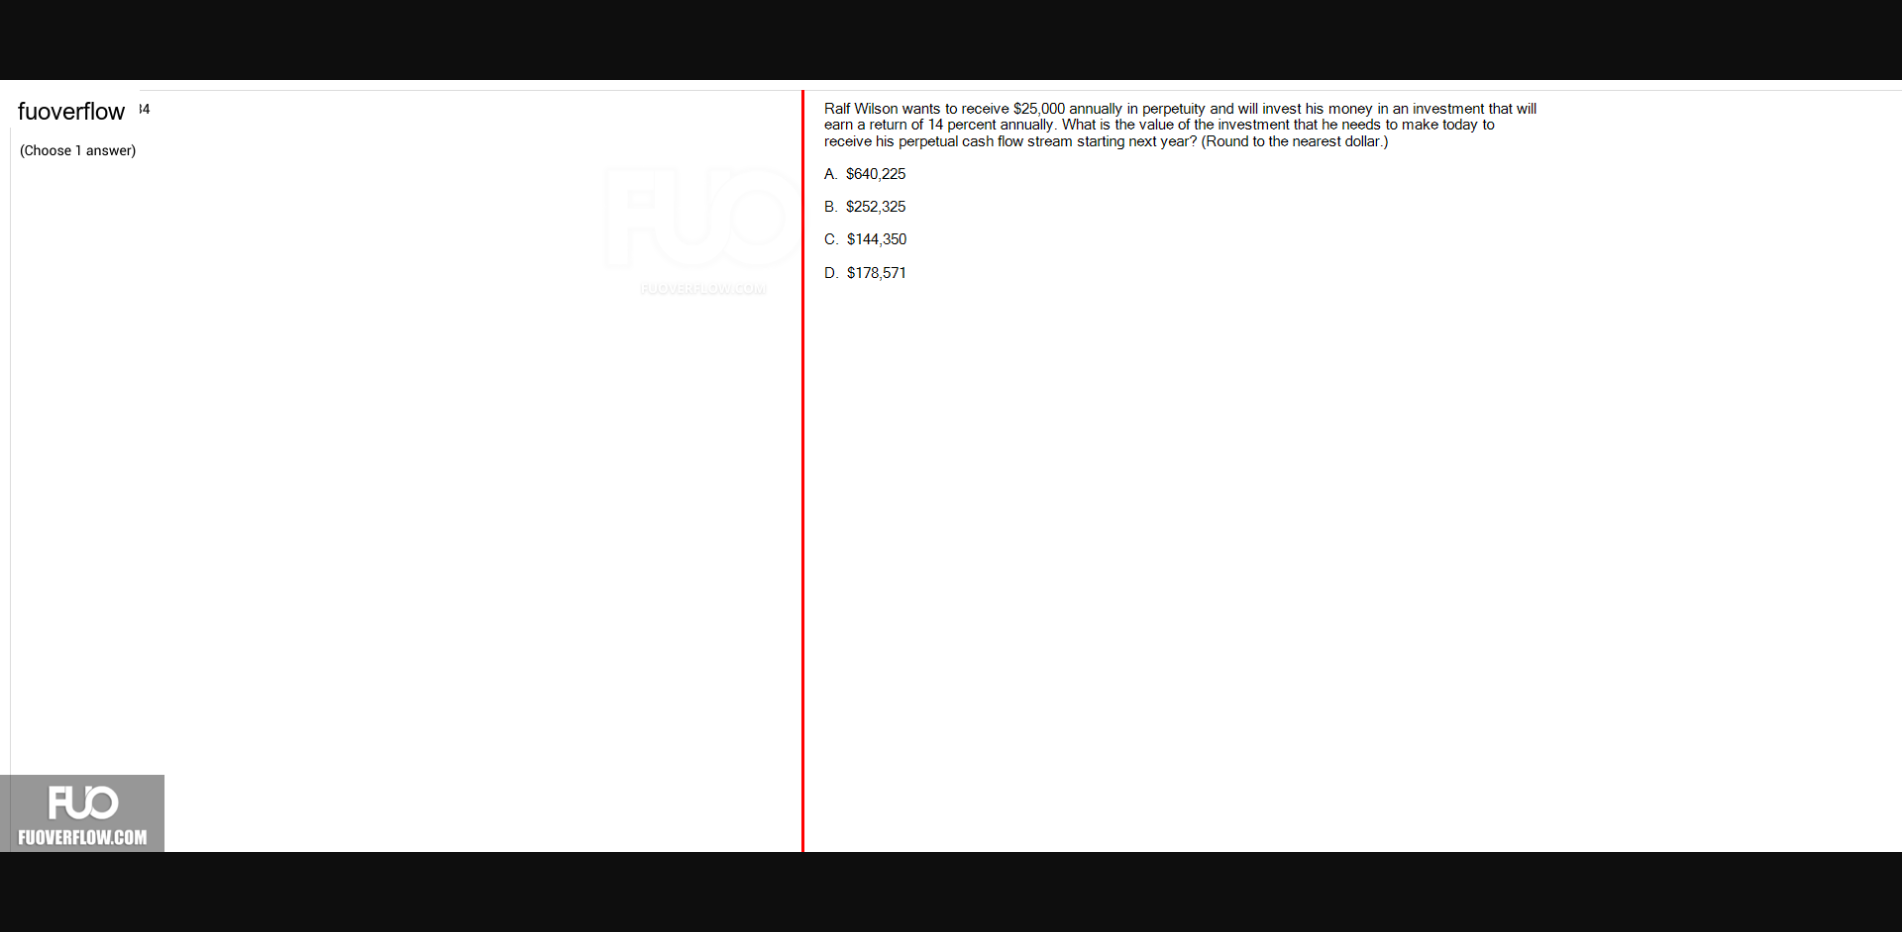 fuoverflow 34
(Choose 1 answer)
FUO
FUOVERFLOW.COM
Ralf Wilson wants to receive $25,000 annually in perpetuity and will invest his money in an investment that will
earn a return of 14 percent annually. What is the value of the investment that he needs to make today to
receive his perpetual cash flow stream starting next year? (Round to the nearest dollar.)
A. $640,225
B. $252,325
C. $144,350
D. $178,571
FUO
FUOVERFLOW.COM